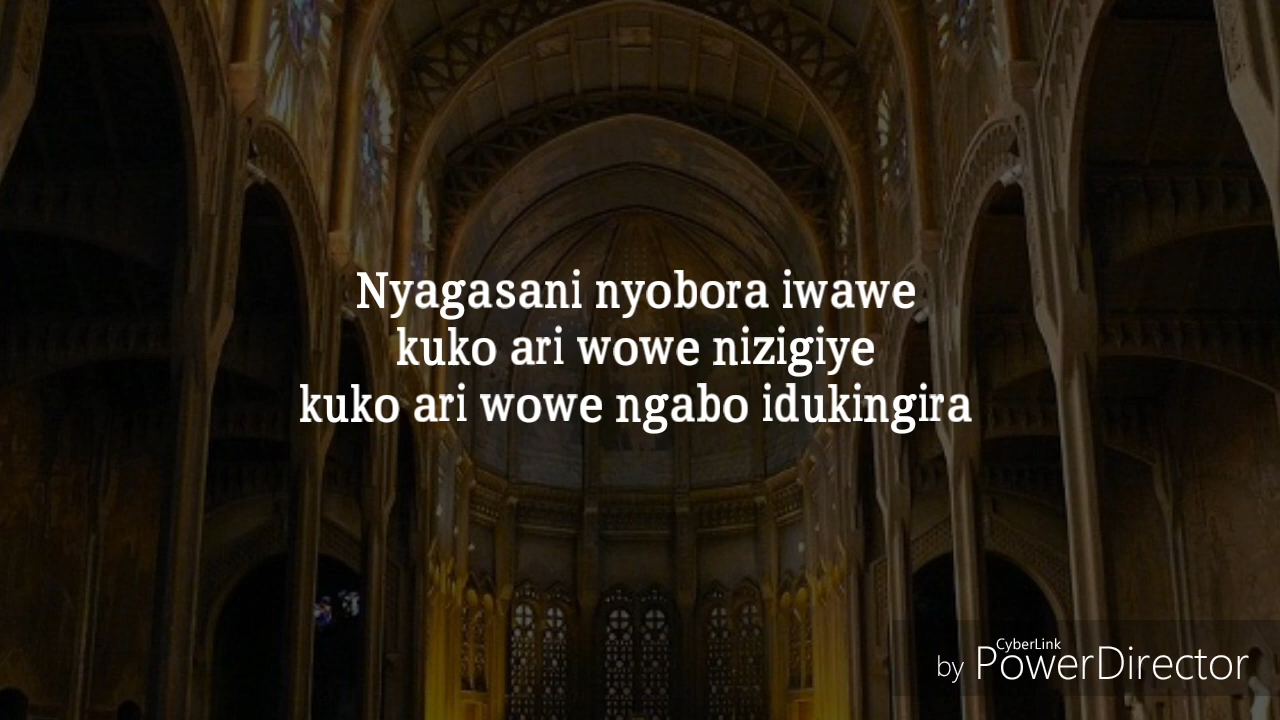 Nyagasani nyobora iwawe
kuko ari wowe nizigiye
kuko ari wowe ngabo idukingira
by CyberLink PowerDirector